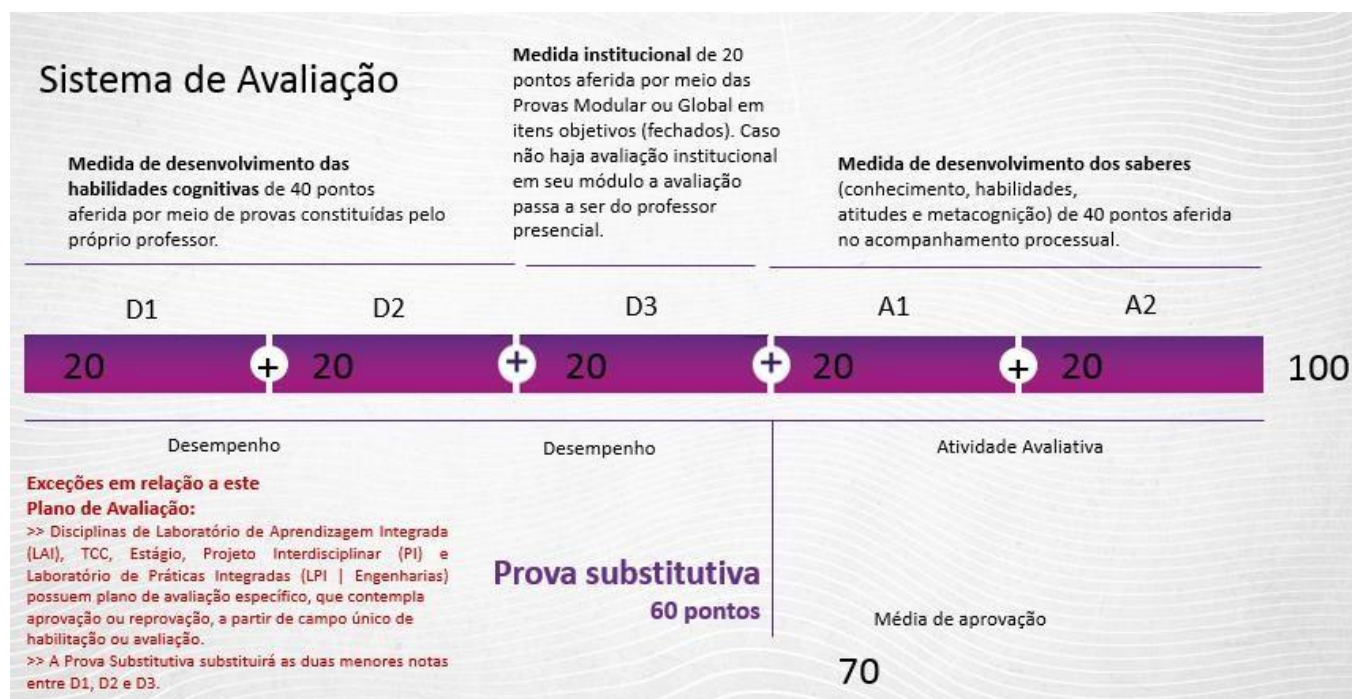 Sistema de Avaliação
Medida de desenvolvimento das
habilidades cognitivas de 40 pontos
aferida por meio de provas constituídas pelo
próprio professor.
Medida institucional de 20
pontos aferida por meio das
Provas Modular ou Global em
itens objetivos (fechados). Caso
não haja avaliação institucional
em seu módulo a avaliação
passa a ser do professor
presencial.
Medida de desenvolvimento dos saberes
(conhecimento, habilidades,
atitudes e metacognição) de 40 pontos aferida
no acompanhamento processual.
D1 D2 D3 A1 A2
20 + 20 + 20 + 20 + 20 100
Desempenho Desempenho Atividade Avaliativa
Exceções em relação a este
Plano de Avaliação:
>> Disciplinas de Laboratório de Aprendizagem Integrada
(LAI), TCC, Estágio, Projeto Interdisciplinar (PI) e
Laboratório de Práticas Integradas (LPI | Engenharias)
possuem plano de avaliação específico, que contempla
aprovação ou reprovação, a partir de campo único de
habilitação ou avaliação.
>> A Prova Substitutiva substituirá as duas menores notas
entre D1, D2 e D3.
Prova substitutiva
60 pontos
Média de aprovação
70